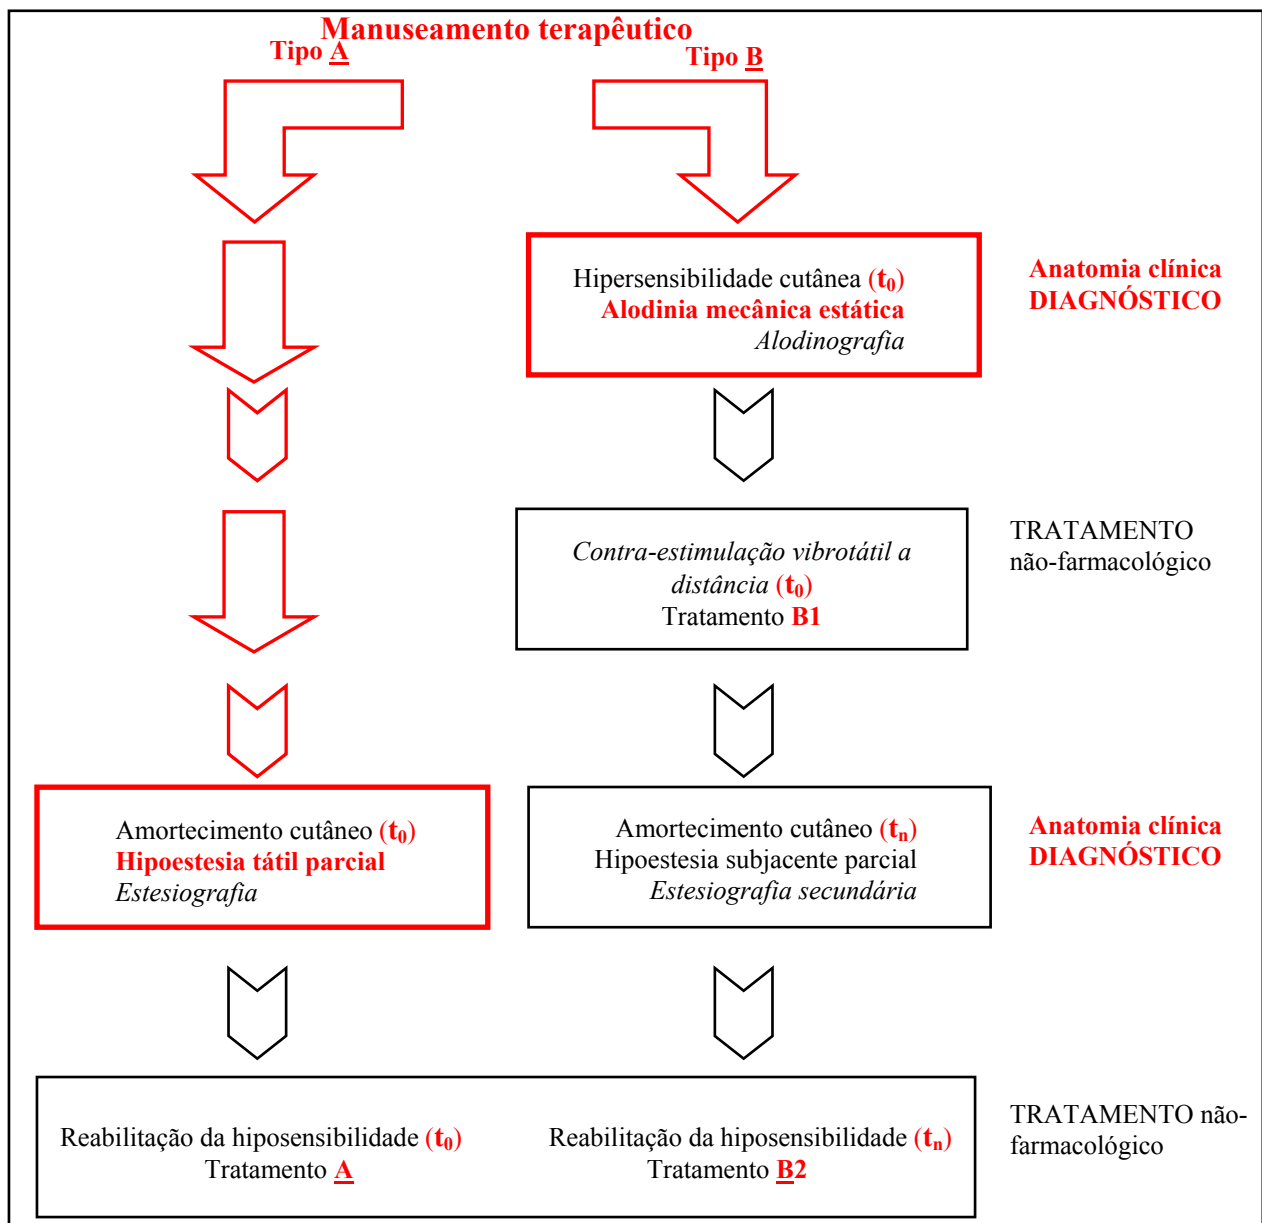 Manuseamento terapêutico
Tipo A
Tipo B
Hipersensibilidade cutânea (t0)
Alodinia mecânica estática
Alodinografia
Anatomia clínica
DIAGNÓSTICO
Contra-estimulação vibrotátil a
distância (t0)
Tratamento B1
TRATAMENTO
não-farmacológico
Amortecimento cutâneo (t0)
Hipoestesia tátil parcial
Estesiografia
Amortecimento cutâneo (tn)
Hipoestesia subjacente parcial
Estesiografia secundária
Anatomia clínica
DIAGNÓSTICO
Reabilitação da hiposensibilidade (t0)
Tratamento A
Reabilitação da hiposensibilidade (tn)
Tratamento B2
TRATAMENTO não-
farmacológico